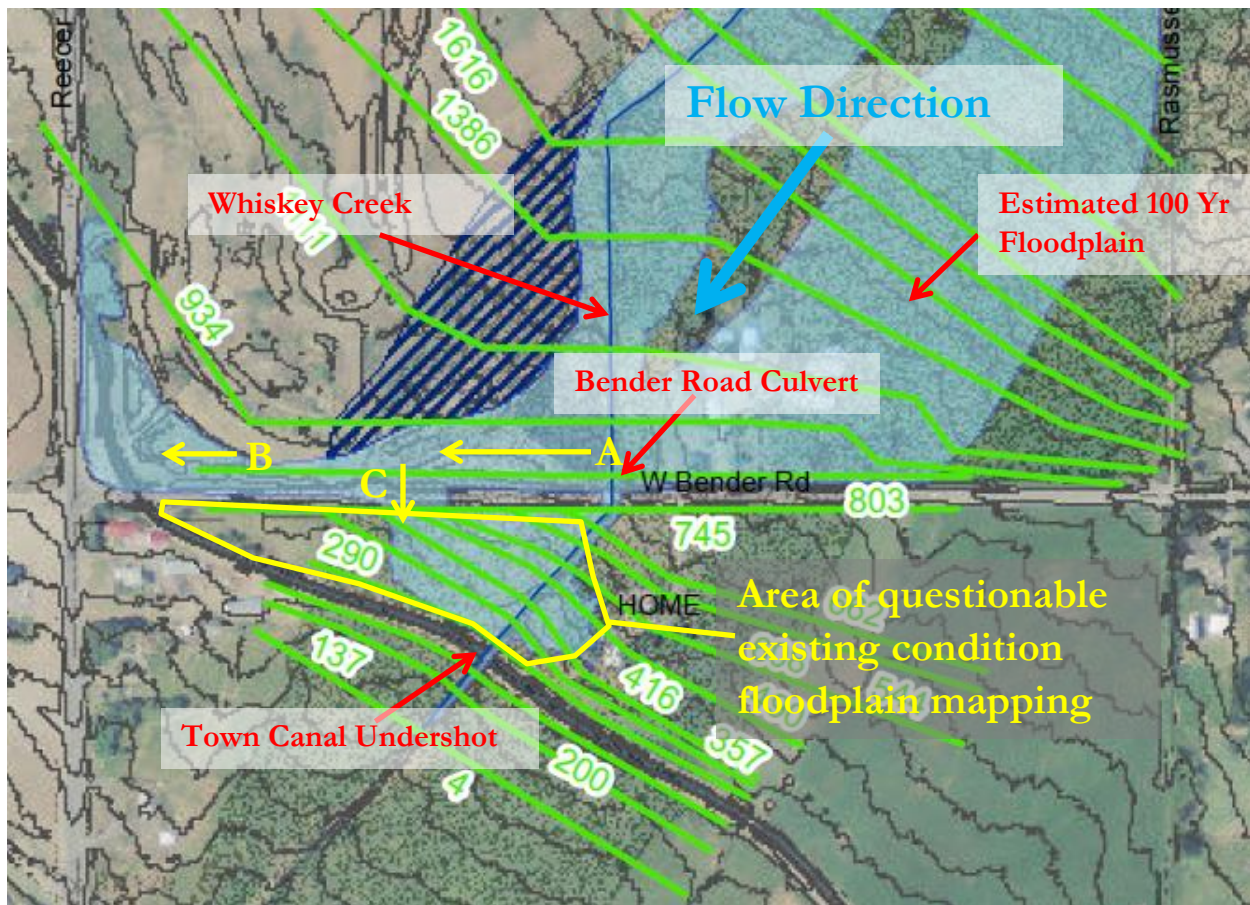 Reecer
1616
Rasmusse
Flow Direction
1386
Whiskey Creek
Estimated 100 Yr
Floodplain
934
Bender Road Culvert
B
A
C
W Bender Rd
803
745
290
HOME
Area of questionable
existing condition
floodplain mapping
137
416
Town Canal Undershot
357
200
4